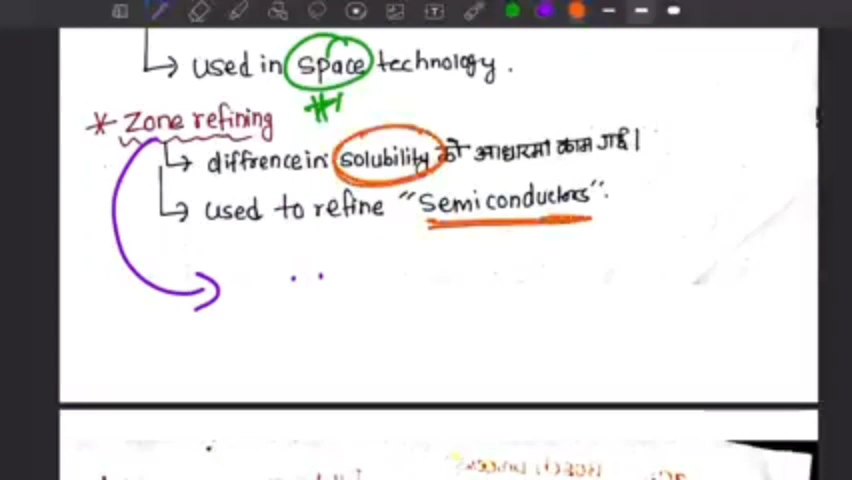 used in space technology.
* Zone refining
diffrence in solubility को आधारमा काम गर्छ।
used to refine "Semiconductors".